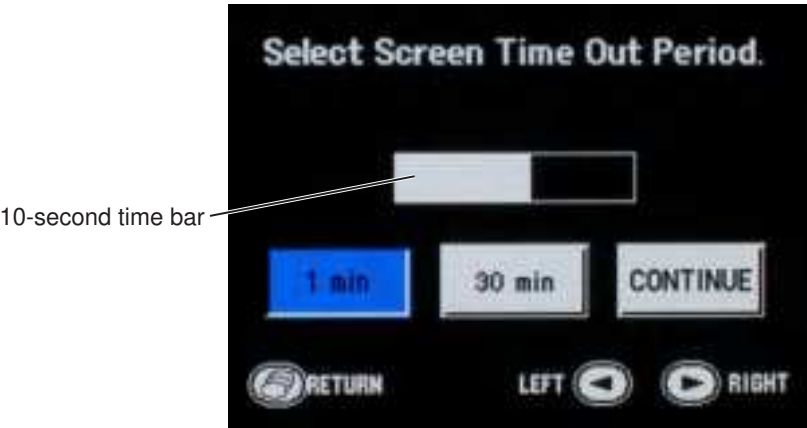 Select Screen Time Out Period.
10-second time bar
1 min 30 min CONTINUE
RETURN LEFT RIGHT